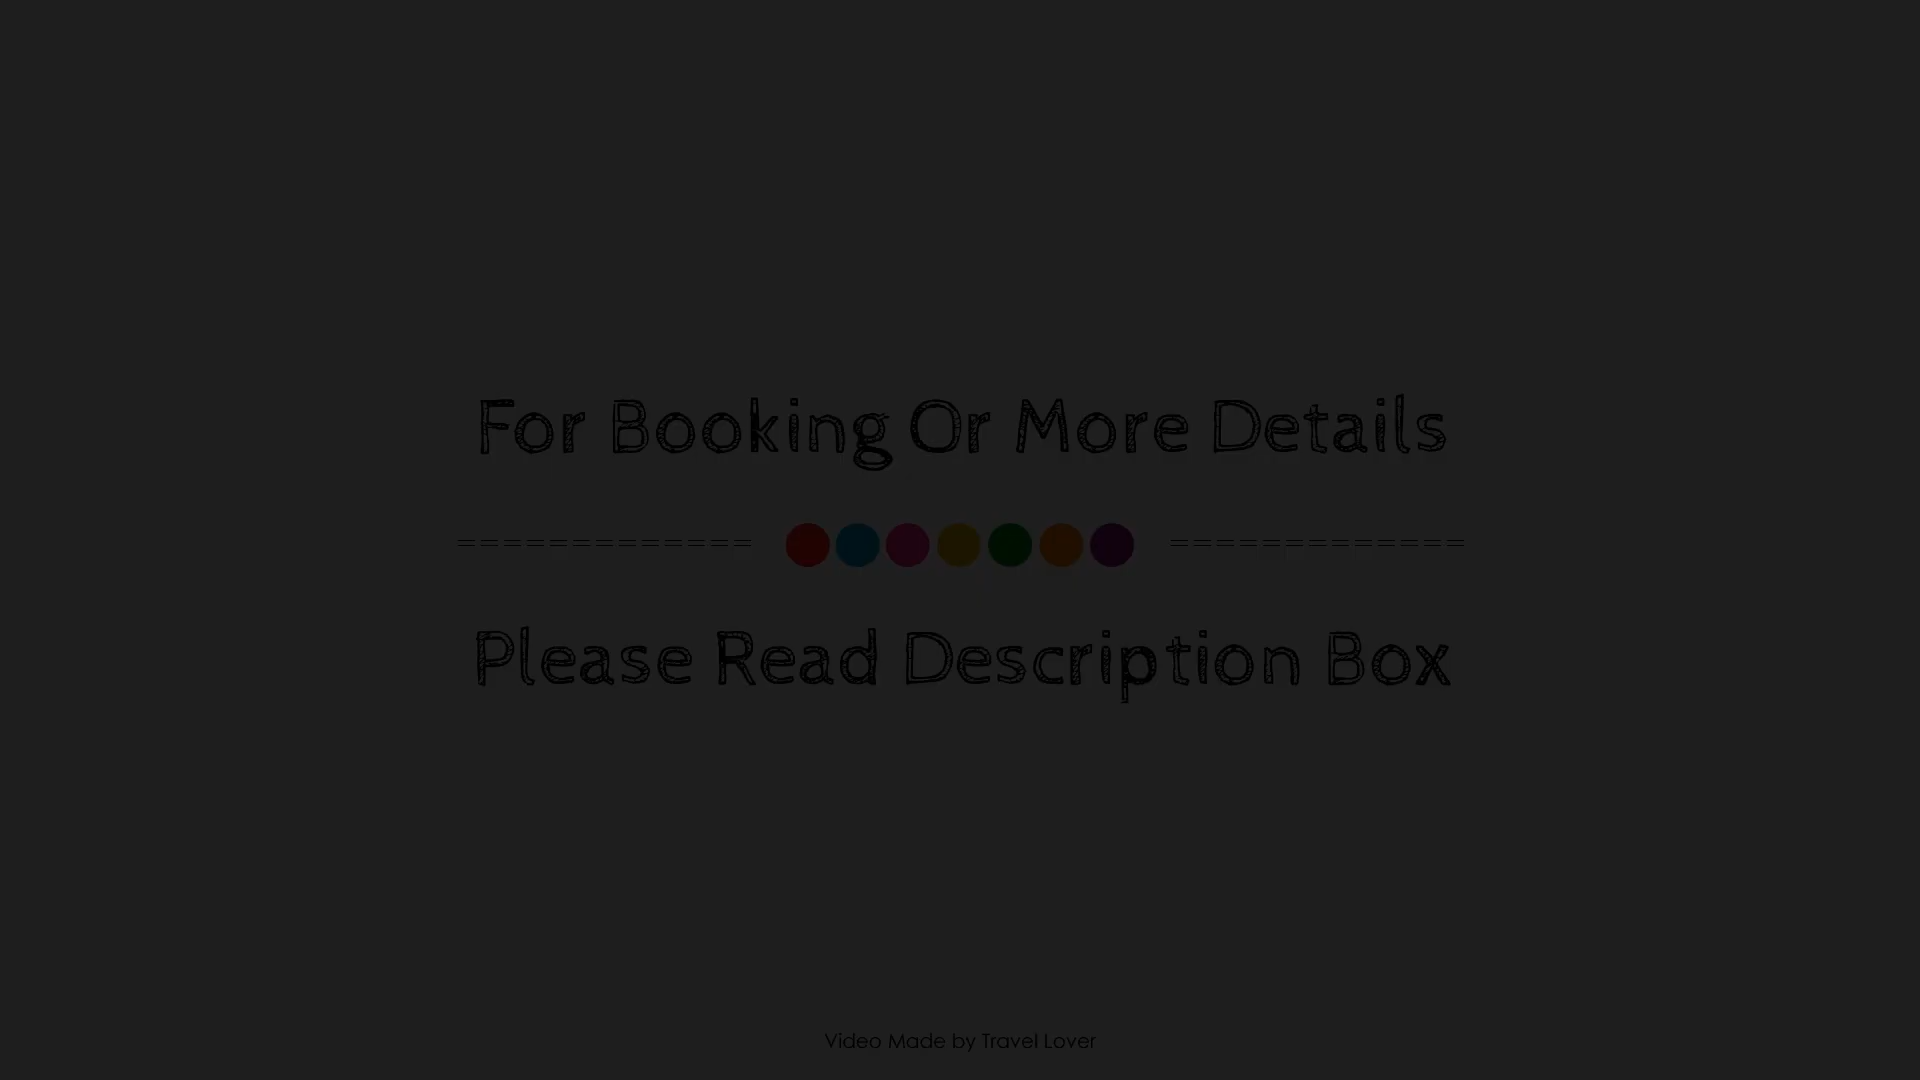 For Booking Or More Details
============= =============
Please Read Description Box
Video Made by Travel Lover